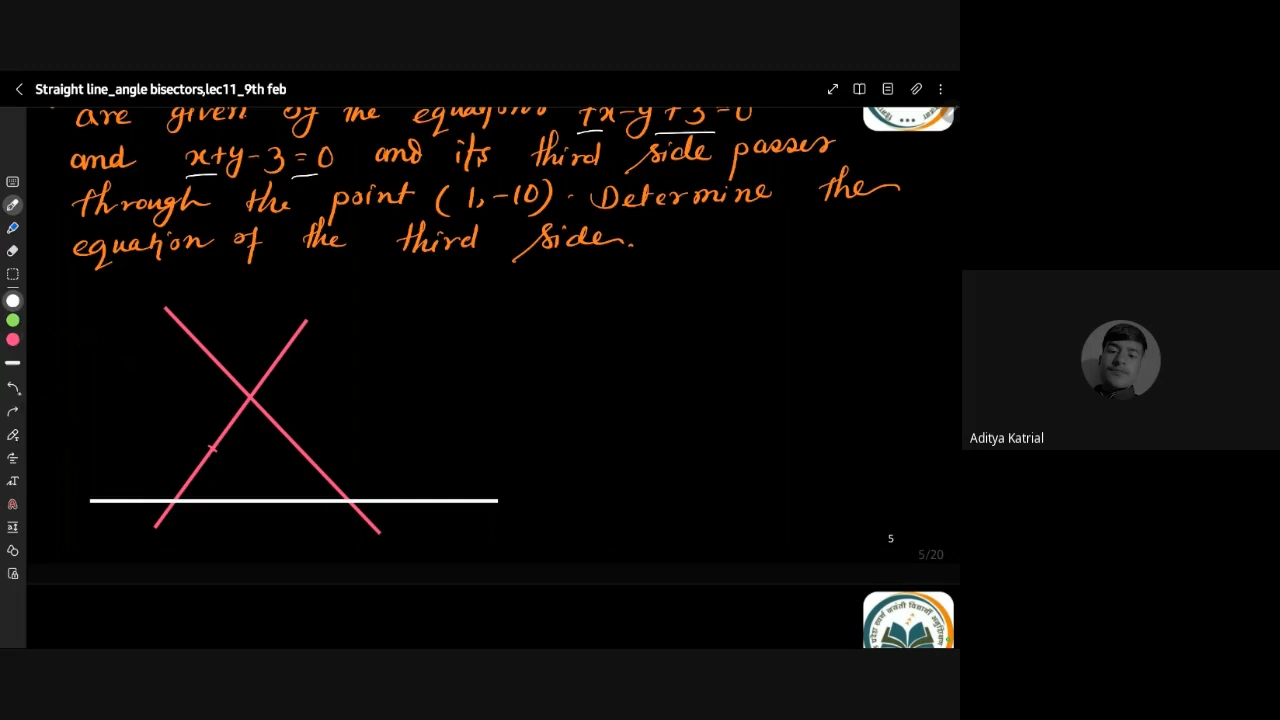 Straight line_angle bisectors,lec11_9th feb
are given by the equations 7x-y+3=0
and x+y-3=0 and its third side passes
through the point (1,-10). Determine the
equation of the third side.
Aditya Katrial
5
5/20